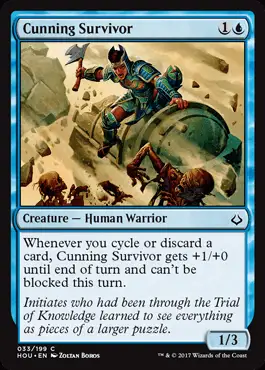 Cunning Survivor 1
Creature — Human Warrior
Whenever you cycle or discard a
card, Cunning Survivor gets +1/+0
until end of turn and can't be
blocked this turn.
Initiates who had been through the Trial
of Knowledge learned to see everything
as pieces of a larger puzzle.
1/3
033/199 C
HOU • EN ZOLTAN BOROS
™ & © 2017 Wizards of the Coast